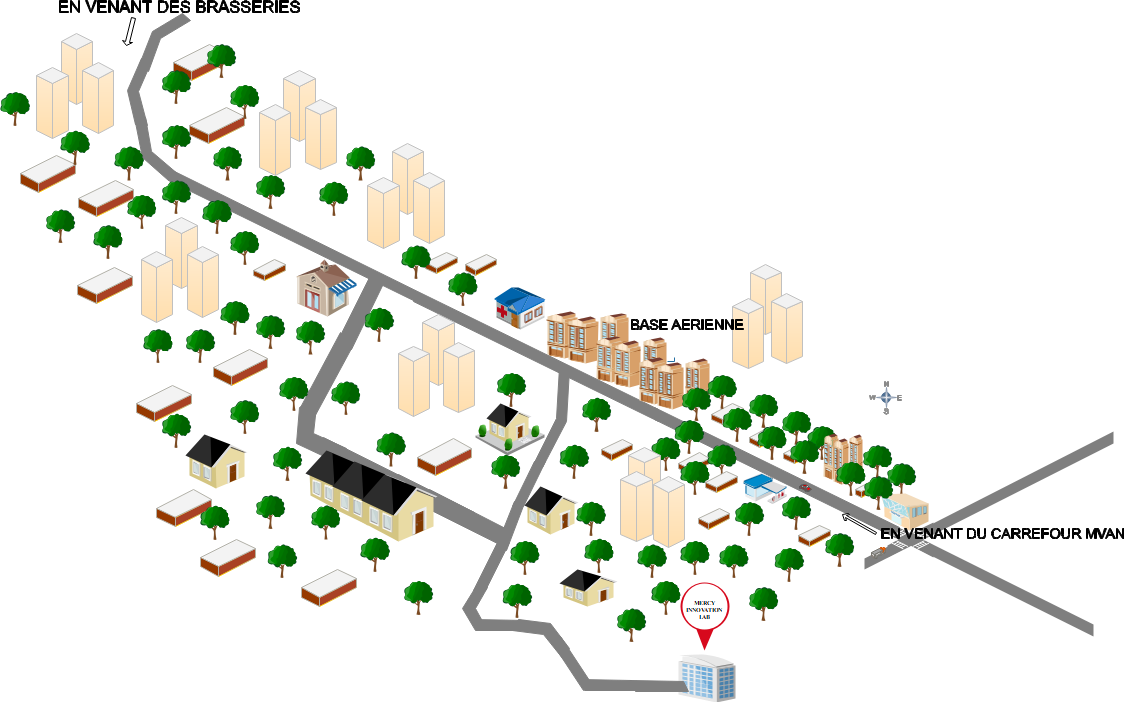 EN VENANT DES BRASSERIES
BASE AERIENNE
N
W E
S
EN VENANT DU CARREFOUR MVAN
MERCY
INNOVATION
LAB